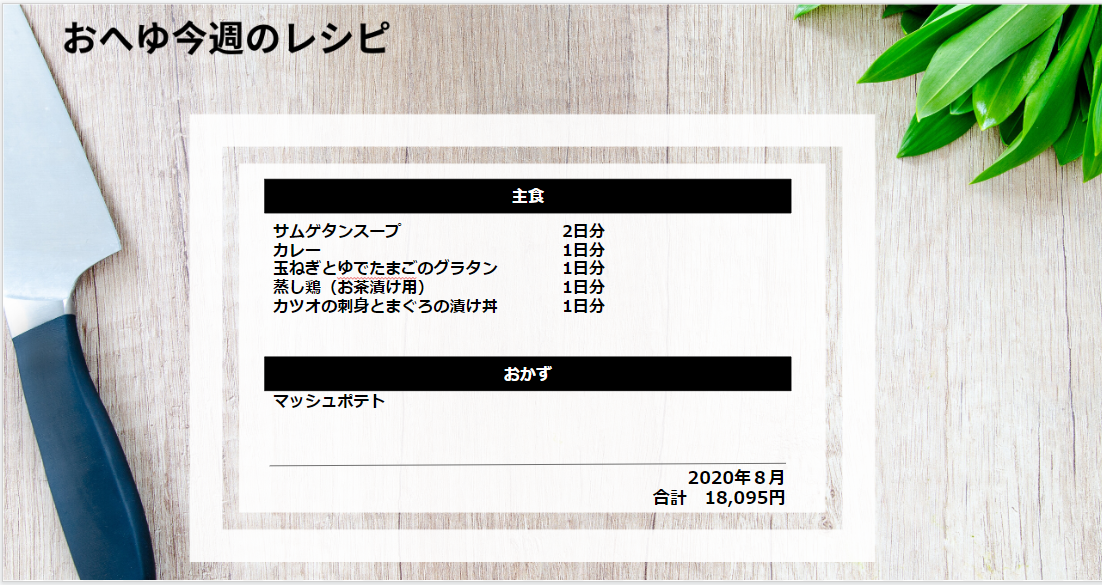 おへゆ今週のレシピ
主食
サムゲタンスープ 2日分
カレー 1日分
玉ねぎとゆでたまごのグラタン 1日分
蒸し鶏（お茶漬け用） 1日分
カツオの刺身とまぐろの漬け丼 1日分
おかず
マッシュポテト
2020年８月
合計　18,095円